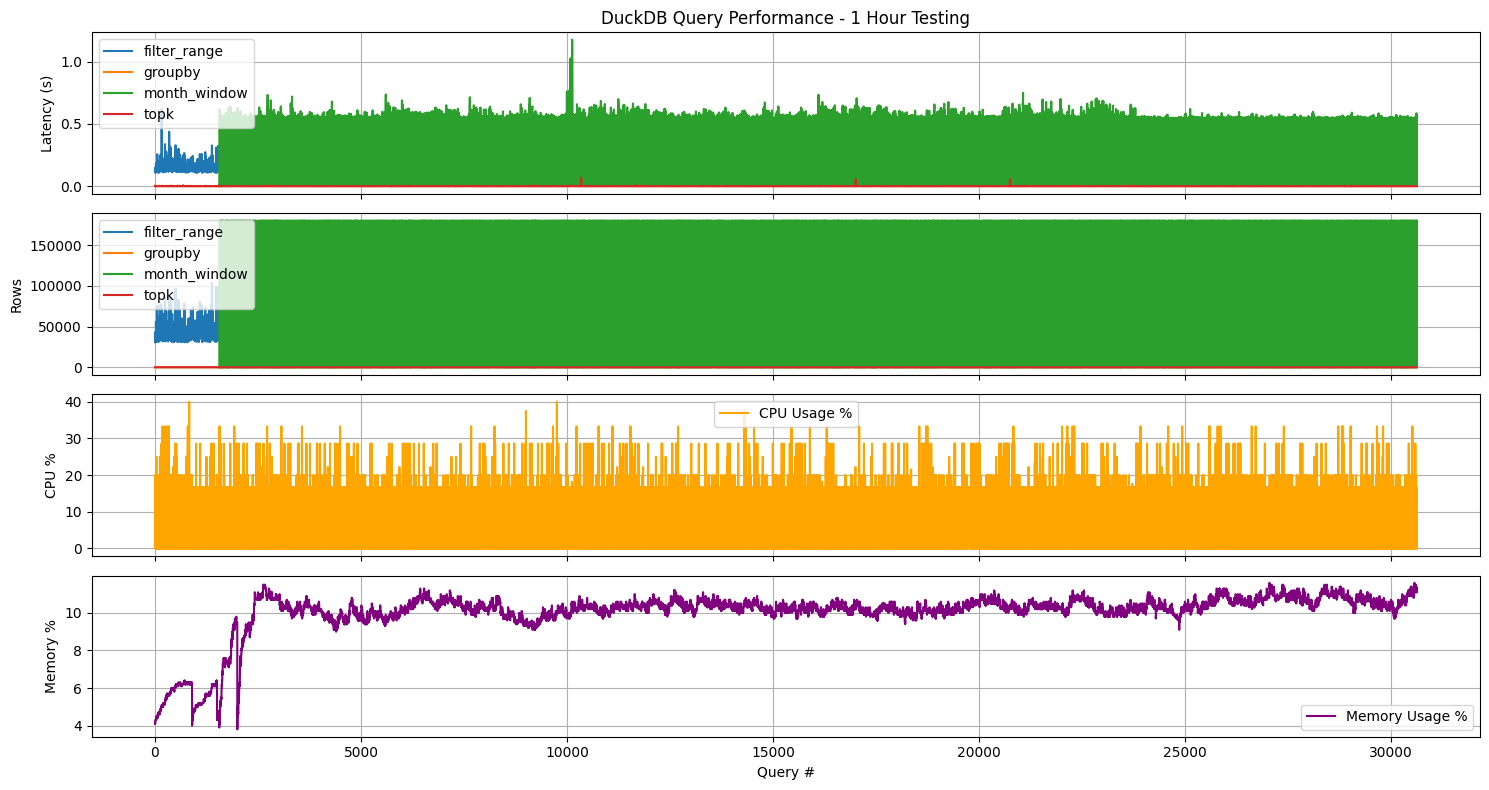 DuckDB Query Performance - 1 Hour Testing
Latency (s)
1.0
0.5
0.0
filter_range
groupby
month_window
topk
Rows
150000
100000
50000
0
filter_range
groupby
month_window
topk
CPU %
40
30
20
10
0
CPU Usage %
Memory %
10
8
6
4
Memory Usage %
0 5000 10000 15000 20000 25000 30000
Query #